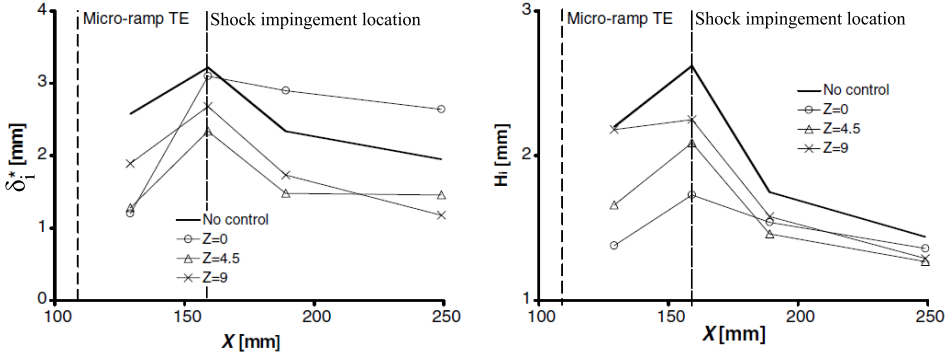 4
3
2
1
0
δi* [mm]
Micro-ramp TE
Shock impingement location
No control
Z=0
Z=4.5
Z=9
100
150
200
250
X [mm]
3
2
1
Hi [mm]
Micro-ramp TE
Shock impingement location
No control
Z=0
Z=4.5
Z=9
100
150
200
250
X [mm]